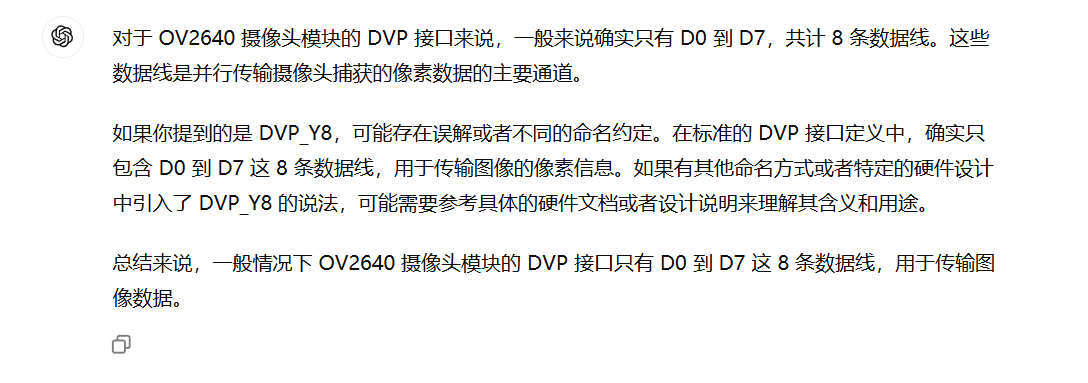 对于 OV2640 摄像头模块的 DVP 接口来说，一般来说确实只有 D0 到 D7，共计 8 条数据线。这些
数据线是并行传输摄像头捕获的像素数据的主要通道。
如果你提到的是 DVP_Y8，可能存在误解或者不同的命名约定。在标准的 DVP 接口定义中，确实只
包含 D0 到 D7 这 8 条数据线，用于传输图像的像素信息。如果有其他命名方式或者特定的硬件设计
中引入了 DVP_Y8 的说法，可能需要参考具体的硬件文档或者设计说明来理解其含义和用途。
总结来说，一般情况下 OV2640 摄像头模块的 DVP 接口只有 D0 到 D7 这 8 条数据线，用于传输图
像数据。